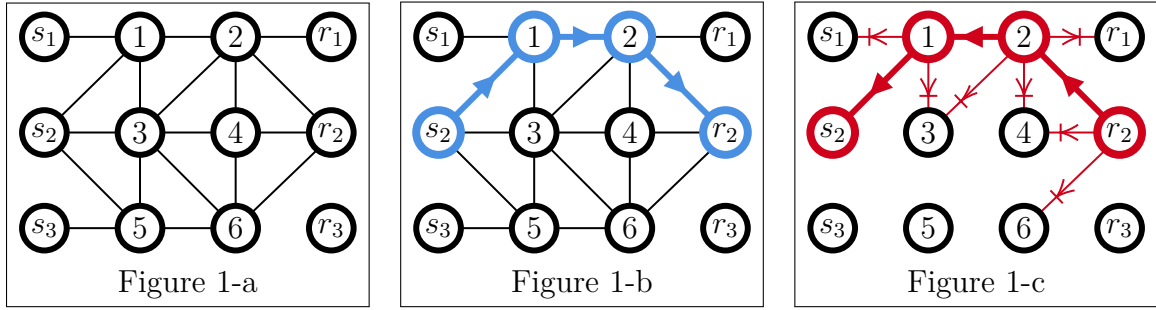 s₁ 1 2 r₁
s₂ 3 4 r₂
s₃ 5 6 r₃
Figure 1-a
s₁ 1 2 r₁
s₂ 3 4 r₂
s₃ 5 6 r₃
Figure 1-b
s₁ 1 2 r₁
s₂ 3 4 r₂
s₃ 5 6 r₃
Figure 1-c